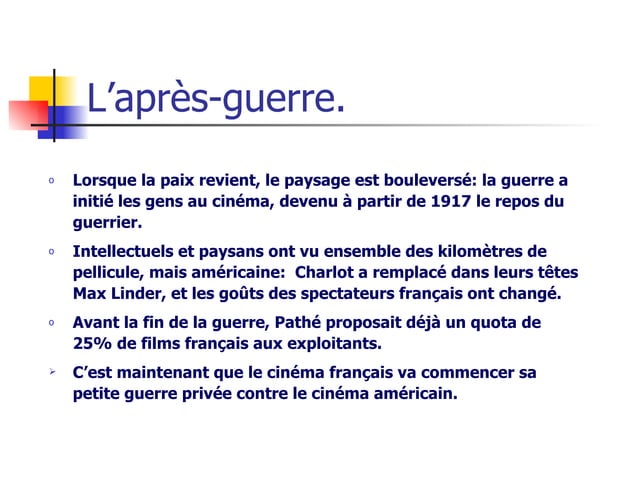 L’après-guerre.
o Lorsque la paix revient, le paysage est bouleversé: la guerre a
initié les gens au cinéma, devenu à partir de 1917 le repos du
guerrier.
o Intellectuels et paysans ont vu ensemble des kilomètres de
pellicule, mais américaine:  Charlot a remplacé dans leurs têtes
Max Linder, et les goûts des spectateurs français ont changé.
o Avant la fin de la guerre, Pathé proposait déjà un quota de
25% de films français aux exploitants.
➢ C’est maintenant que le cinéma français va commencer sa
petite guerre privée contre le cinéma américain.